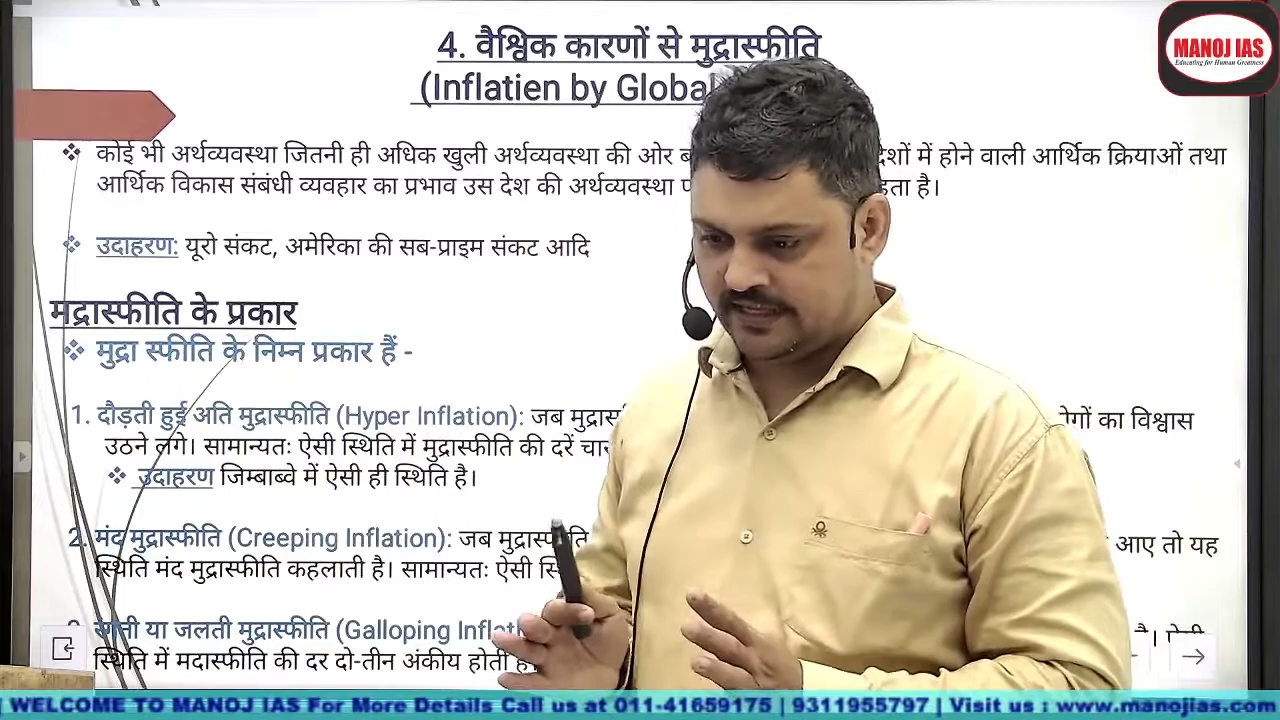 4. वैश्विक कारणों से मुद्रास्फीति
(Inflatien by Global
MANOJ IAS
Educating for Human Greatness
❖ कोई भी अर्थव्यवस्था जितनी ही अधिक खुली अर्थव्यवस्था की ओर में होने वाली आर्थिक क्रियाओं तथा
आर्थिक विकास संबंधी व्यवहार का प्रभाव उस देश की अर्थव्यवस्था है।
❖ उदाहरण: यूरो संकट, अमेरिका की सब-प्राइम संकट आदि
मद्रास्फीति के प्रकार
❖ मुद्रा स्फीति के निम्न प्रकार हैं -
1. दौड़ती हुई अति मुद्रास्फीति (Hyper Inflation): जब का विश्वास
उठने लगे। सामान्यतः ऐसी स्थिति में मुद्रास्फीति की दरें
❖ उदाहरण जिम्बाब्वे में ऐसी ही स्थिति है।
2. मंद मुद्रास्फीति (Creeping Inflation): जब आए तो यह
स्थिति मंद मुद्रास्फीति कहलाती है। सामान्यतः ऐसी
या जलती मुद्रास्फीति (Galloping
स्थिति में मदास्फीति की दर दो-तीन अंकीय होती
WELCOME TO MANOJ IAS For More Details Call us at 011-41659175 | 9311955797 | Visit us : www.manojias.com